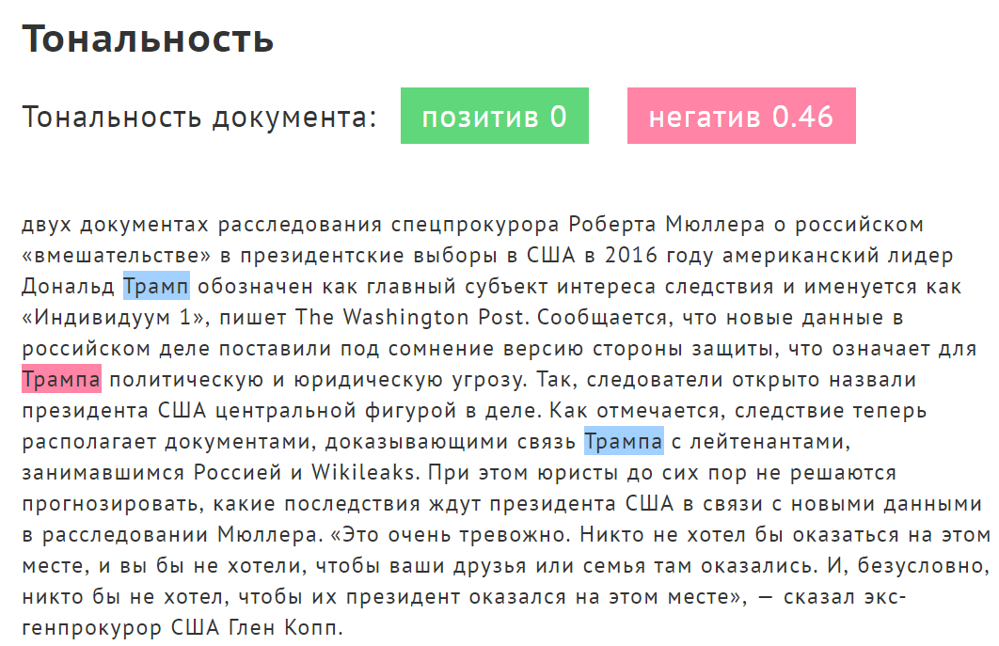 Тональность
Тональность документа: позитив 0 негатив 0.46
двух документах расследования спецпрокурора Роберта Мюллера о российском
«вмешательстве» в президентские выборы в США в 2016 году американский лидер
Дональд Трамп обозначен как главный субъект интереса следствия и именуется как
«Индивидуум 1», пишет The Washington Post. Сообщается, что новые данные в
российском деле поставили под сомнение версию стороны защиты, что означает для
Трампа политическую и юридическую угрозу. Так, следователи открыто назвали
президента США центральной фигурой в деле. Как отмечается, следствие теперь
располагает документами, доказывающими связь Трампа с лейтенантами,
занимавшимся Россией и Wikileaks. При этом юристы до сих пор не решаются
прогнозировать, какие последствия ждут президента США в связи с новыми данными
в расследовании Мюллера. «Это очень тревожно. Никто не хотел бы оказаться на этом
месте, и вы бы не хотели, чтобы ваши друзья или семья там оказались. И, безусловно,
никто бы не хотел, чтобы их президент оказался на этом месте», — сказал экс-
генпрокурор США Глен Копп.